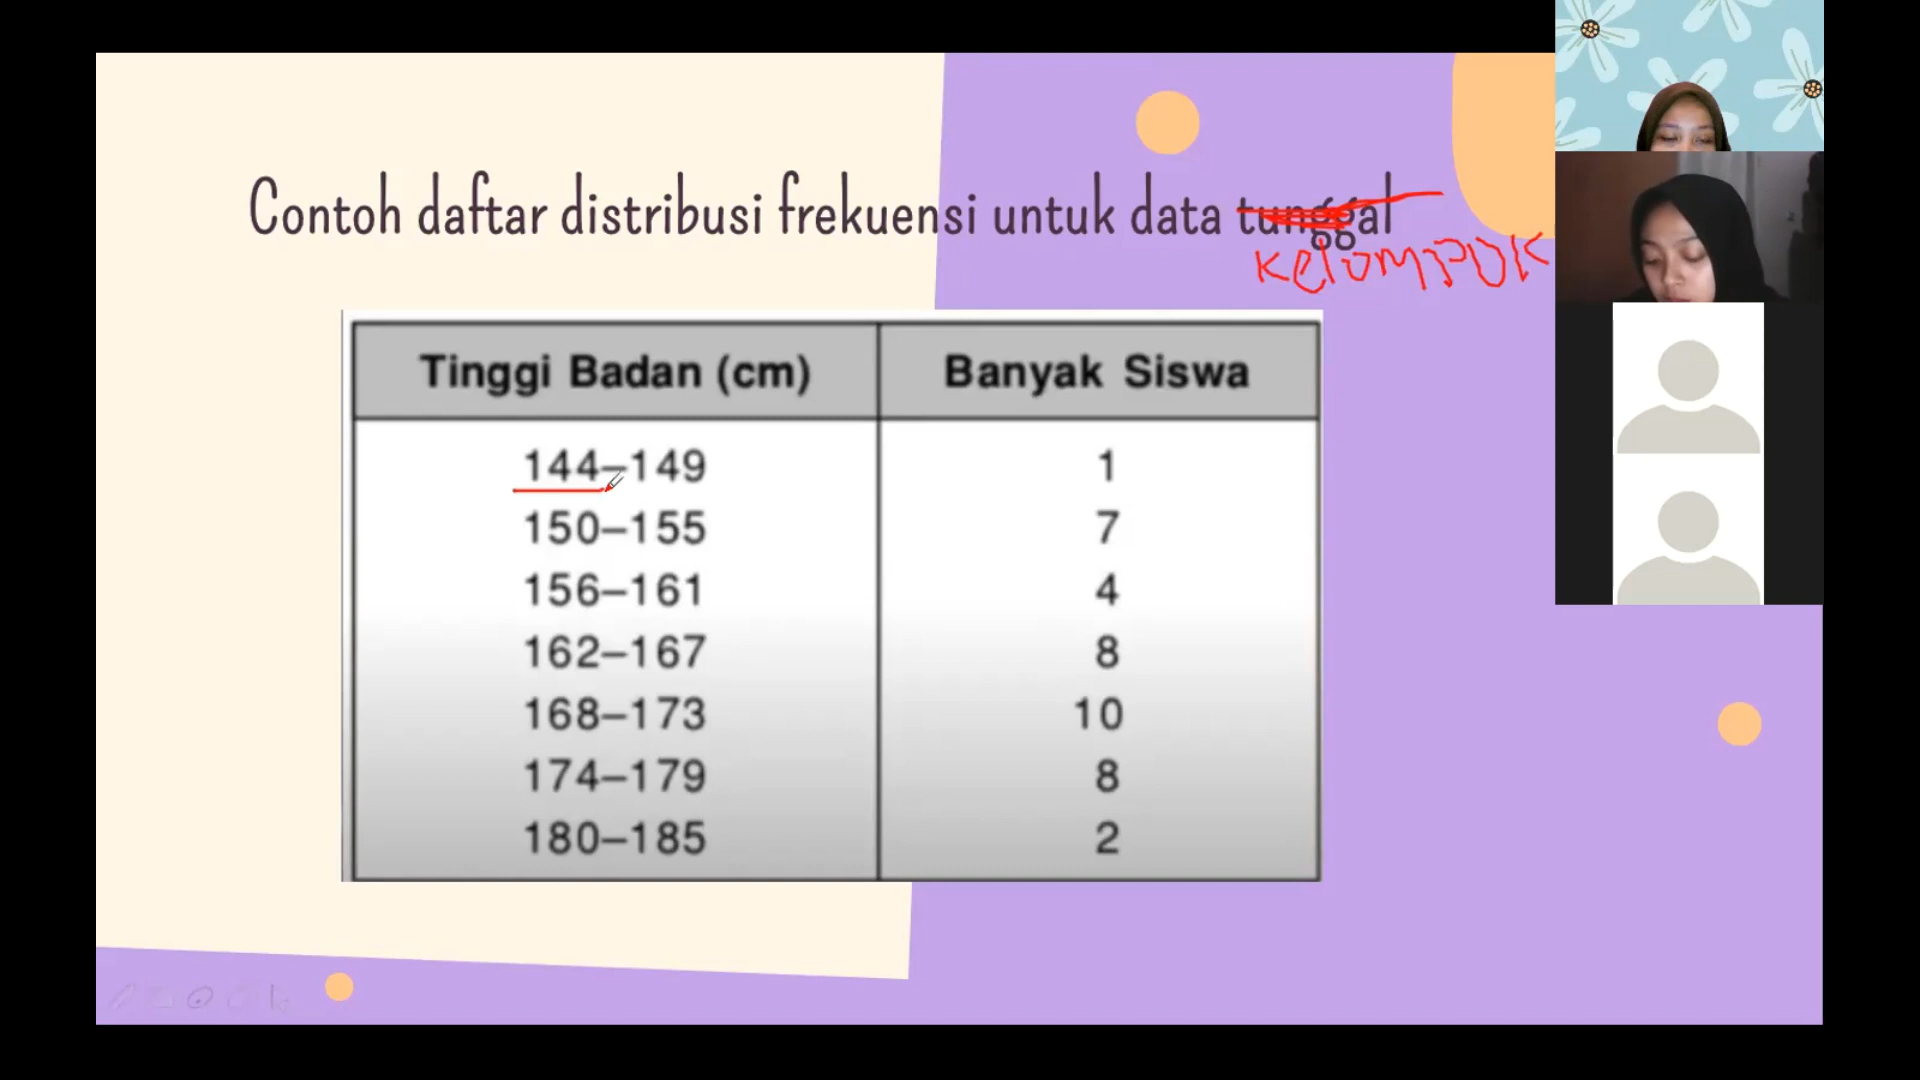 Contoh daftar distribusi frekuensi untuk data tunggal
KelomPOK
Tinggi Badan (cm) Banyak Siswa
144–149 1
150–155 7
156–161 4
162–167 8
168–173 10
174–179 8
180–185 2